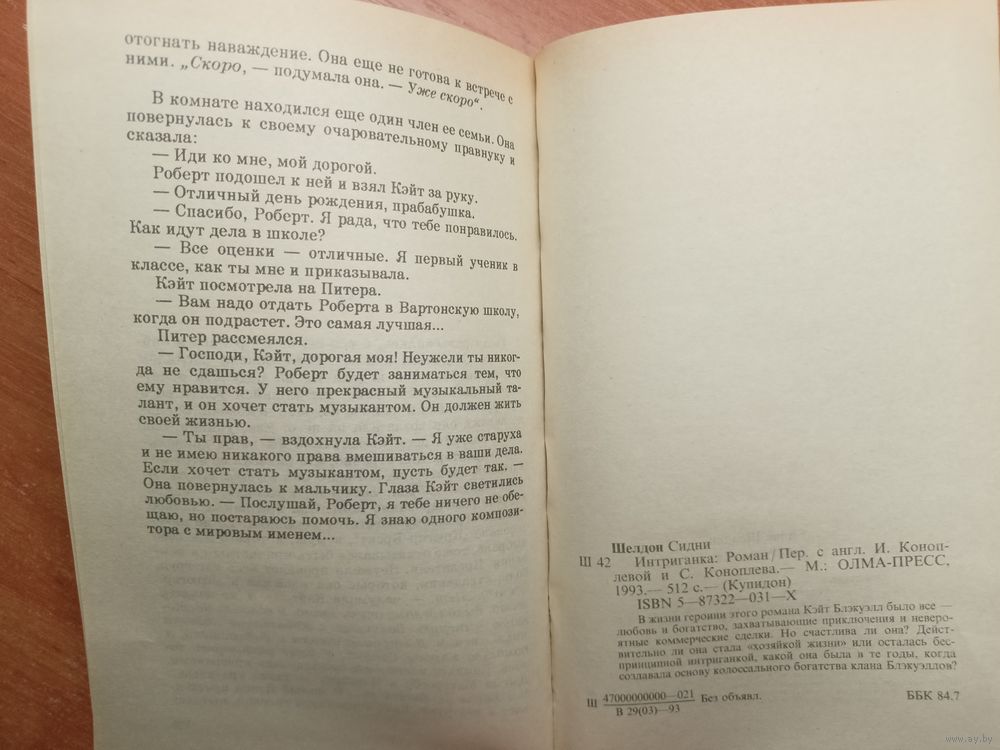 отогнать наваждение. Она еще не готова к встрече с
ними. „Скоро, — подумала она. — Уже скоро“.
В комнате находился еще один член ее семьи. Она
повернулась к своему очаровательному правнуку и
сказала:
— Иди ко мне, мой дорогой.
Роберт подошел к ней и взял Кэйт за руку.
— Отличный день рождения, прабабушка.
— Спасибо, Роберт. Я рада, что тебе понравилось.
Как идут дела в школе?
— Все оценки — отличные. Я первый ученик в
классе, как ты мне и приказывала.
Кэйт посмотрела на Питера.
— Вам надо отдать Роберта в Вартонскую школу,
когда он подрастет. Это самая лучшая...
Питер рассмеялся.
— Господи, Кэйт, дорогая моя! Неужели ты никог-
да не сдашься? Роберт будет заниматься тем, что
ему нравится. У него прекрасный музыкальный та-
лант, и он хочет стать музыкантом. Он должен жить
своей жизнью.
— Ты прав, — вздохнула Кэйт. — Я уже старуха
и не имею никакого права вмешиваться в ваши дела.
Если хочет стать музыкантом, пусть будет так. —
Она повернулась к мальчику. Глаза Кэйт светились
любовью. — Послушай, Роберт, я тебе ничего не обе-
щаю, но постараюсь помочь. Я знаю одного компози-
тора с мировым именем...
Шелдон Сидни
Ш 42 Интриганка: Роман/Пер. с англ. И. Коноп-
левой и С. Коноплева.— М.: ОЛМА-ПРЕСС,
1993.— 512 с.— (Купидон)
ISBN 5—87322—031—X
В жизни героини этого романа Кэйт Блэкуэлл было все —
любовь и богатство, захватывающие приключения и неверо-
ятные коммерческие сделки. Но счастлива ли она? Дейст-
вительно ли она стала «хозяйкой жизни» или осталась бес-
принципной интриганкой, какой она была в те годы, когда
создавала основу колоссального богатства клана Блэкуэллов?
Ш 47000000000—021 Без объявл. ББК 84.7
В 29(03)—93
www.ay.by